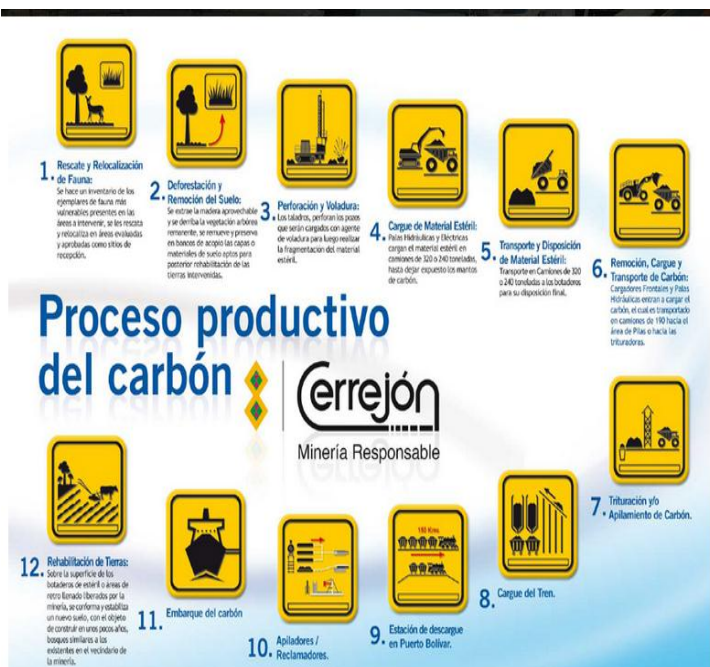 1. Rescate y Relocalización
de Fauna:
Se hace un inventario de los
ejemplares de fauna más
vulnerables presentes en las
áreas a intervenir, se les rescata
y relocaliza en áreas evaluadas
y aprobadas como sitios de
recepción.
2. Deforestación y
Remoción del Suelo:
Se extrae la madera aprovechable
y se derriba la vegetación arbórea
remanente, se remueve y preserva
en bancos de acopio las capas o
materiales de suelo aptos para
posterior rehabilitación de las
tierras intervenidas.
3. Perforación y Voladura:
Los taladros, perforan los pozos
que serán cargados con agente
de voladura para luego realizar
la fragmentación del material
estéril.
4. Cargue de Material Estéril:
Palas Hidráulicas y Eléctricas
cargan el material estéril en
camiones de 320 o 240 toneladas,
hasta dejar expuesto los mantos
de carbón.
5. Transporte y Disposición
de Material Estéril:
Transporte en Camiones de 320
o 240 toneladas a los botaderos
para su disposición final.
6. Remoción, Cargue y
Transporte de Carbón:
Cargadores Frontales y Palas
Hidráulicas entran a cargar el
carbón, el cual es transportado
en camiones de 190 hacia el
área de Pilas o hacia las
trituradoras.
Proceso productivo
del carbón
Cerrejón
Minería Responsable
7. Trituración y/o
Apilamiento de Carbón.
8. Cargue del Tren.
150 Kms.
9. Estación de descargue
en Puerto Bolívar.
10. Apiladores /
Reclamadores.
11. Embarque del carbón
12. Rehabilitación de Tierras:
Sobre la superficie de los
botaderos de estéril o áreas de
retro llenado liberados por la
minería, se conforma y estabiliza
un nuevo suelo, con el objeto
de construir en unos pocos años,
bosques similares a los
existentes en el vecindario de
la minería.